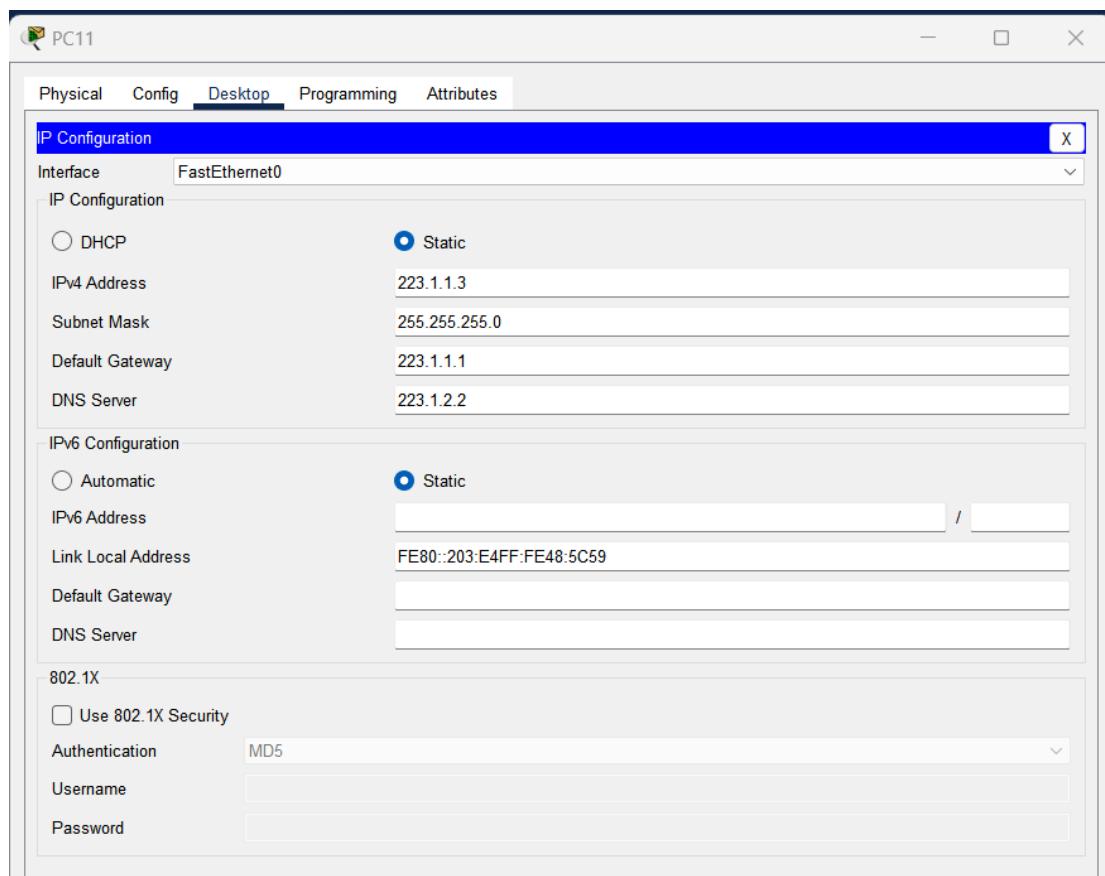 PC11
Physical Config Desktop Programming Attributes
IP Configuration X
Interface FastEthernet0
IP Configuration
DHCP Static
IPv4 Address 223.1.1.3
Subnet Mask 255.255.255.0
Default Gateway 223.1.1.1
DNS Server 223.1.2.2
IPv6 Configuration
Automatic Static
IPv6 Address /
Link Local Address FE80::203:E4FF:FE48:5C59
Default Gateway
DNS Server
802.1X
Use 802.1X Security
Authentication MD5
Username
Password